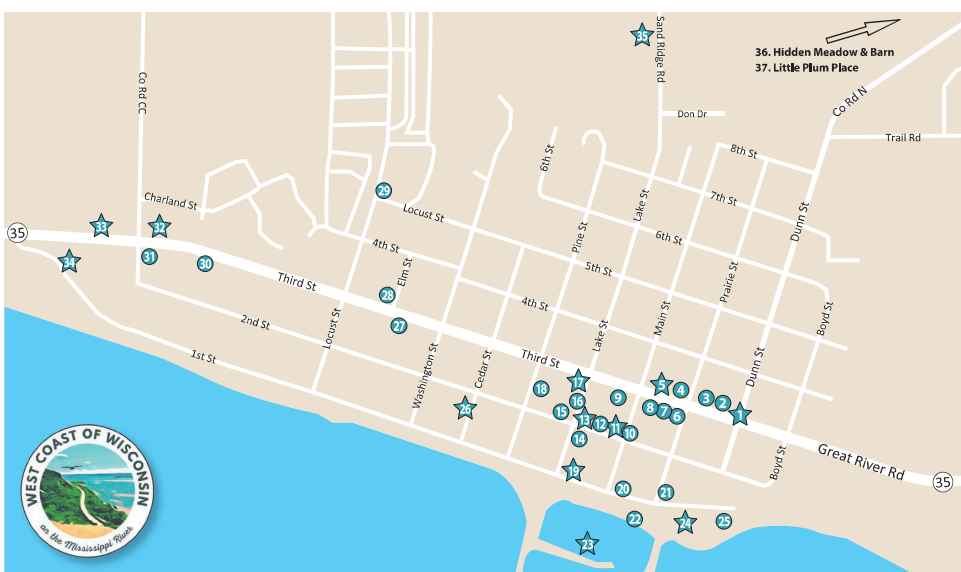 36. Hidden Meadow & Barn
37. Little Plum Place
35
Sand Ridge Rd
Co Rd CC
Co Rd N
Don Dr
Trail Rd
8th St
6th St
29
Charland St
Locust St
7th St
Lake St
33
32
35
Pine St
6th St
Dunn St
4th St
34
31
30
5th St
Prairie St
Elm St
Third St
28
4th St
Main St
Boyd St
2nd St
Locust St
27
Lake St
1st St
Washington St
Cedar St
Third St
Dunn St
17
5
4
18
16
9
3
2
26
15
13
12
11
10
8
7
6
1
14
Great River Rd
35
19
Boyd St
20
21
22
24
25
23
WEST COAST OF WISCONSIN
on the Mississippi River